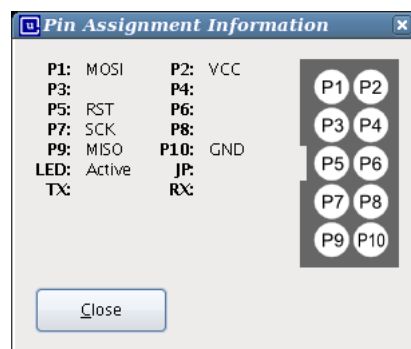 u Pin Assignment Information
P1: MOSI P2: VCC
P3: P4:
P5: RST P6:
P7: SCK P8:
P9: MISO P10: GND
LED: Active JP:
TX: RX:
P1 P2
P3 P4
P5 P6
P7 P8
P9 P10
Close